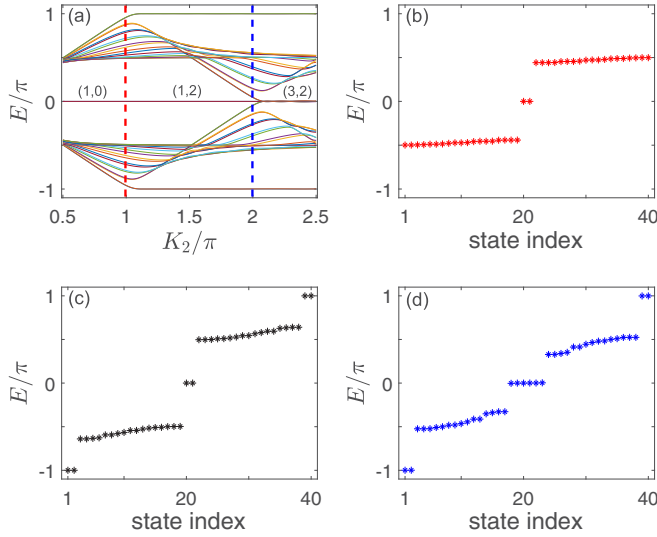 (a)
E/π
1
0
-1
(1,0)
(1,2)
(3,2)
0.5
1
1.5
2
2.5
K₂/π
(b)
E/π
1
0
-1
1
20
40
state index
(c)
E/π
1
0
-1
1
20
40
state index
(d)
E/π
1
0
-1
1
20
40
state index